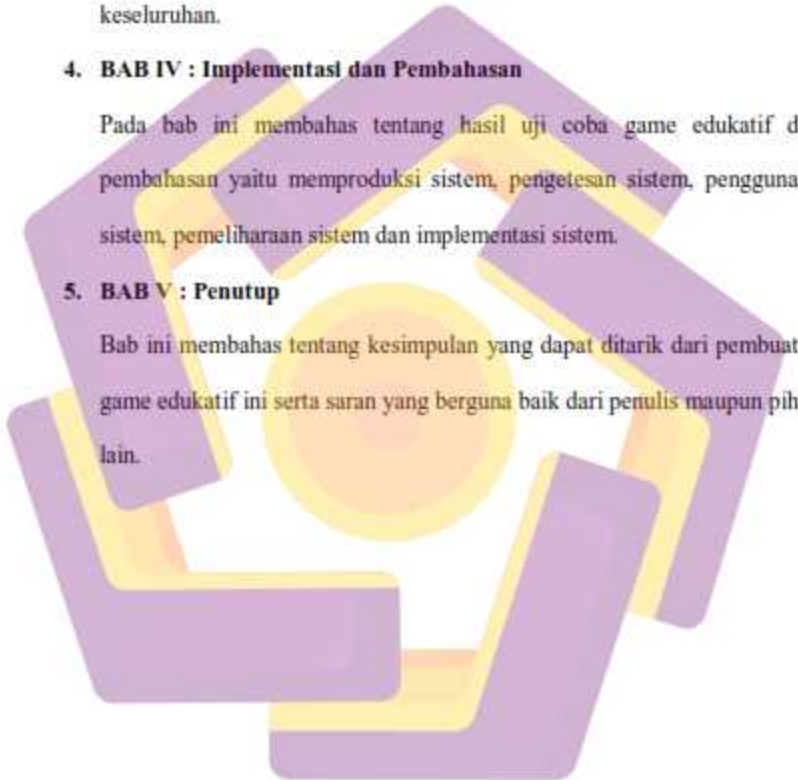 keseluruhan.
4. BAB IV : Implementasi dan Pembahasan
Pada bab ini membahas tentang hasil uji coba game edukatif d
pembahasan yaitu memproduksi sistem, pengetesan sistem, pengguna
sistem, pemeliharaan sistem dan implementasi sistem.
5. BAB V : Penutup
Bab ini membahas tentang kesimpulan yang dapat ditarik dari pembuat
game edukatif ini serta saran yang berguna baik dari penulis maupun pih
lain.